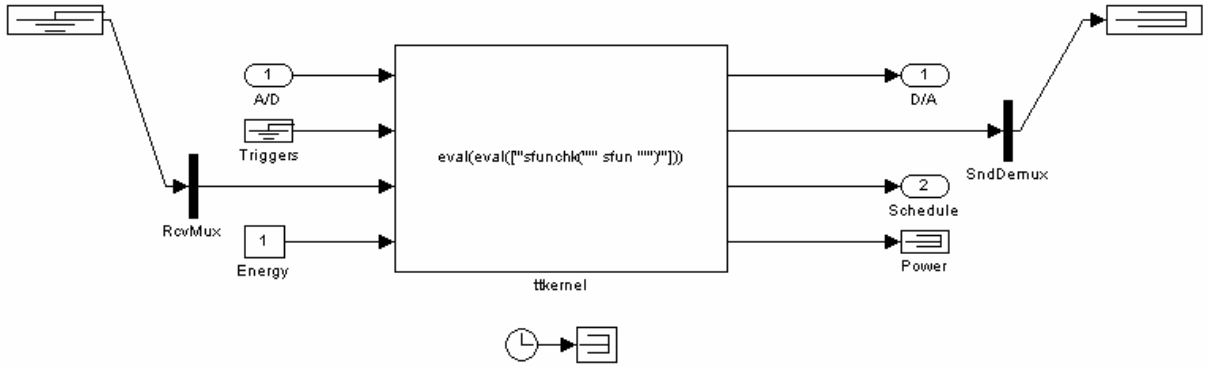 1
A/D
Triggers
RcvMux
1
Energy
eval(eval(['"sfunchk('"" sfun ""')"']))
ttkernel
1
D/A
SndDemux
2
Schedule
Power